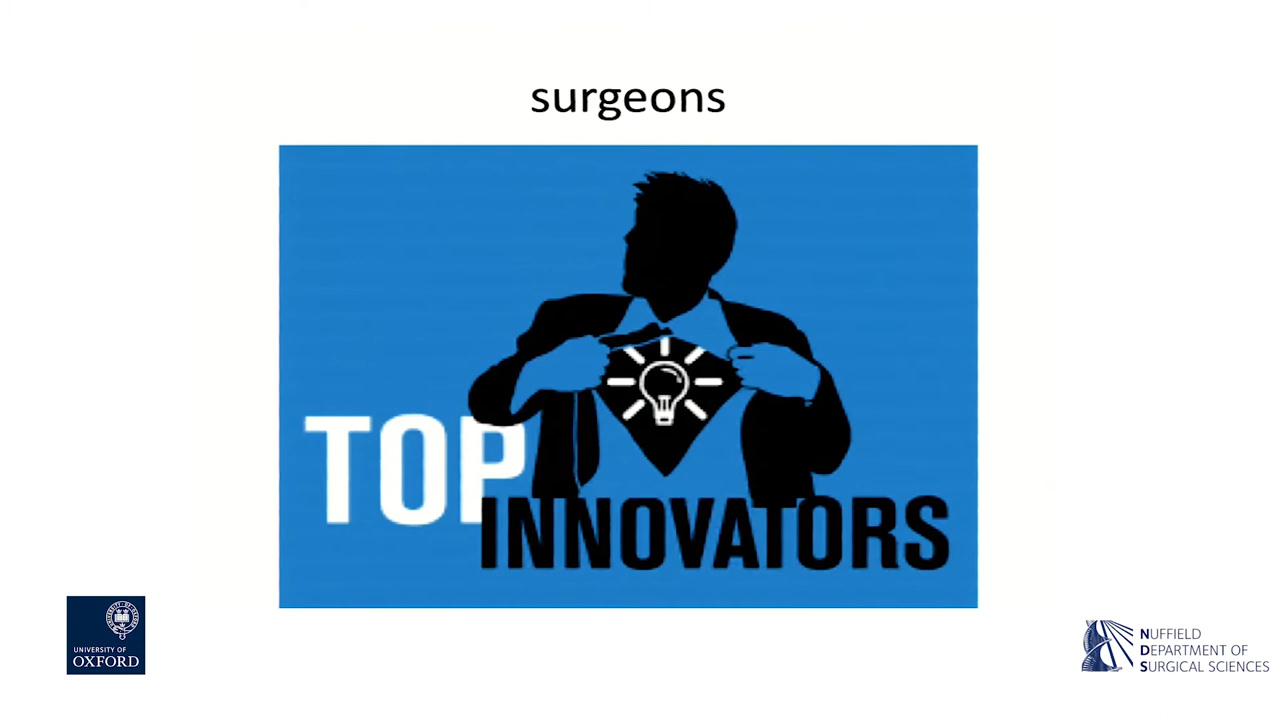 surgeons
TOP
INNOVATORS
UNIVERSITY OF
OXFORD
NUFFIELD
DEPARTMENT OF
SURGICAL SCIENCES